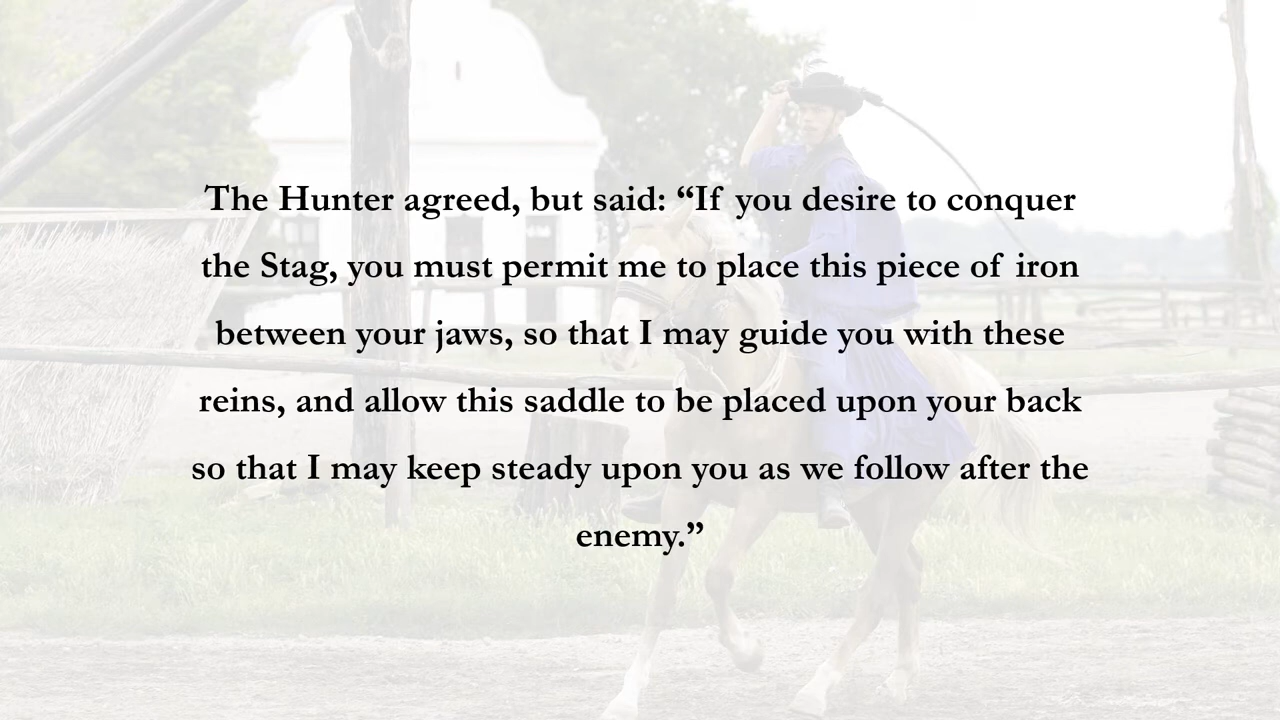 The Hunter agreed, but said: “If you desire to conquer
the Stag, you must permit me to place this piece of iron
between your jaws, so that I may guide you with these
reins, and allow this saddle to be placed upon your back
so that I may keep steady upon you as we follow after the
enemy.”